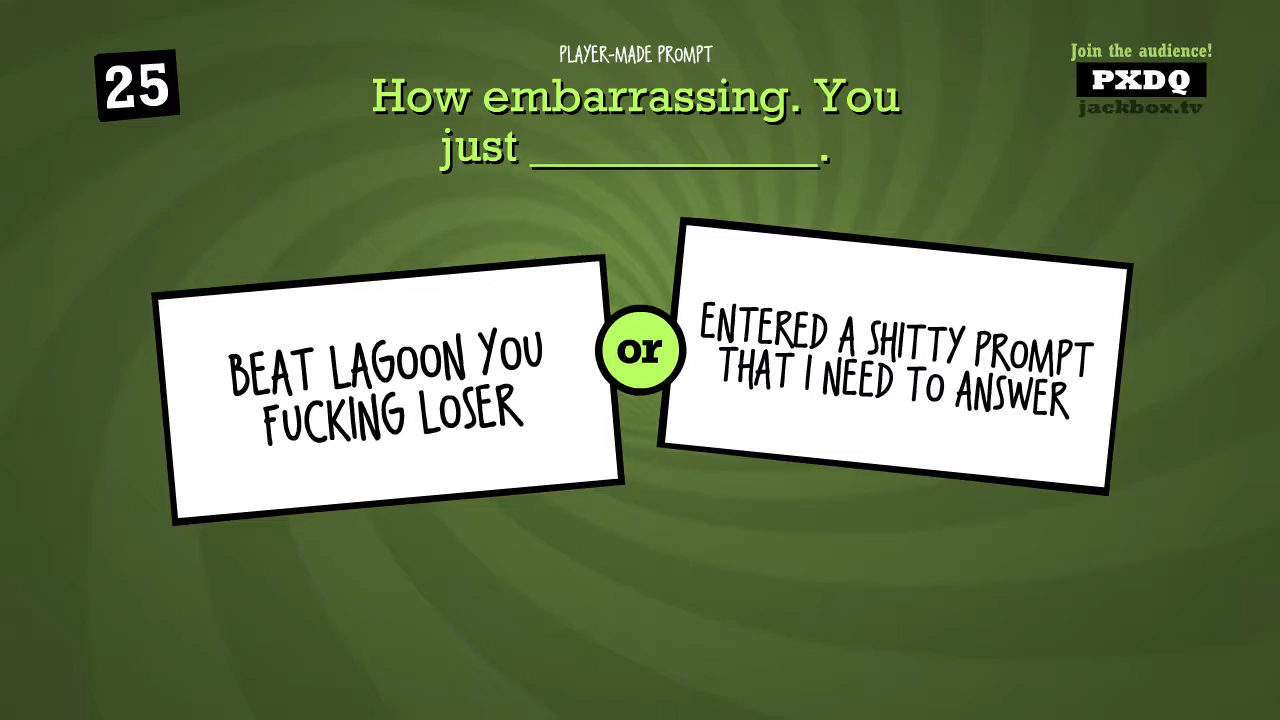 25
PLAYER-MADE PROMPT
How embarrassing. You
just ____________.
Join the audience!
PXDQ
jackbox.tv
BEAT LAGOON YOU
FUCKING LOSER
or
ENTERED A SHITTY PROMPT
THAT I NEED TO ANSWER